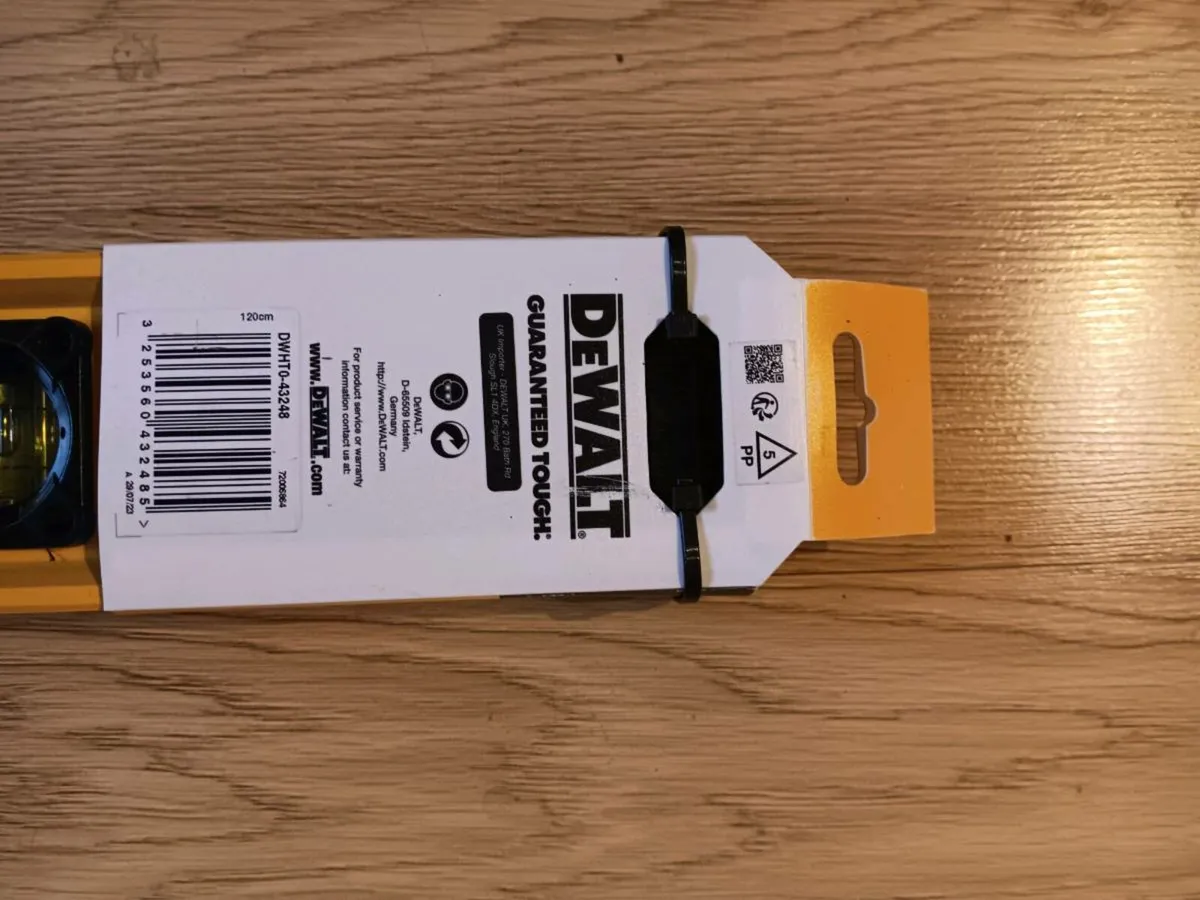 5
PP
DEWALT®
GUARANTEED TOUGH.®
UK Importer - DEWALT UK, 270 Bath Rd
Slough SL1 4DX, England
DeWALT,
D-65509 Idstein,
Germany
http://www.DeWALT.com
For product service or warranty
information contact us at:
www.DEWALT.com
120cm
DWHT0-43248
72006864
3 253560 432485 >
A 29/07/23